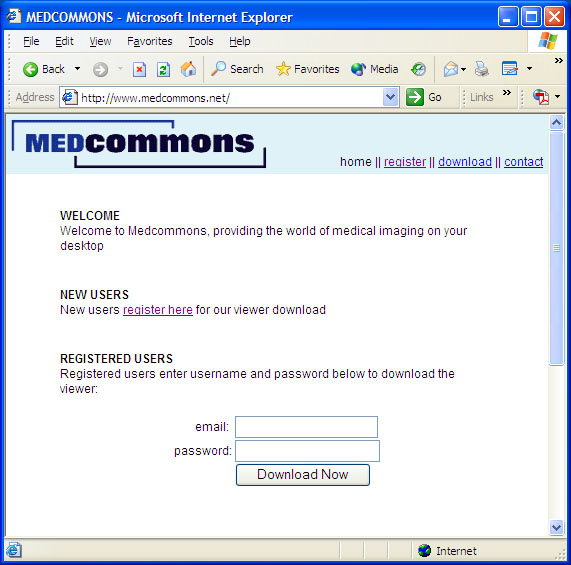 MEDCOMMONS - Microsoft Internet Explorer
File Edit View Favorites Tools Help
Back Search Favorites Media
Address http://www.medcommons.net/ Go Links
MEDcommons
home || register || download || contact
WELCOME
Welcome to Medcommons, providing the world of medical imaging on your
desktop
NEW USERS
New users register here for our viewer download
REGISTERED USERS
Registered users enter username and password below to download the
viewer:
email:
password:
Download Now
Internet